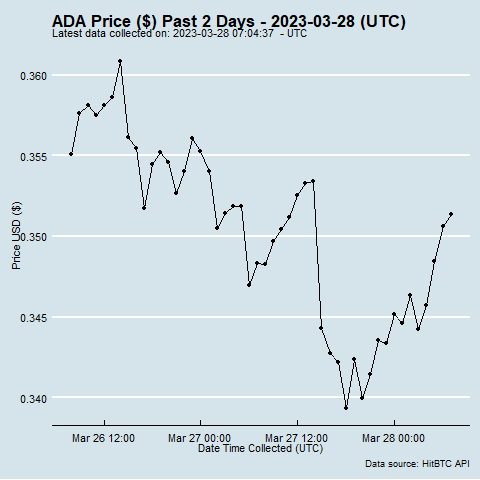 ADA Price ($) Past 2 Days - 2023-03-28 (UTC)
Latest data collected on: 2023-03-28 07:04:37 - UTC
0.360
0.355
0.350
0.345
0.340
Price USD ($)
Mar 26 12:00
Mar 27 00:00
Mar 27 12:00
Mar 28 00:00
Date Time Collected (UTC)
Data source: HitBTC API